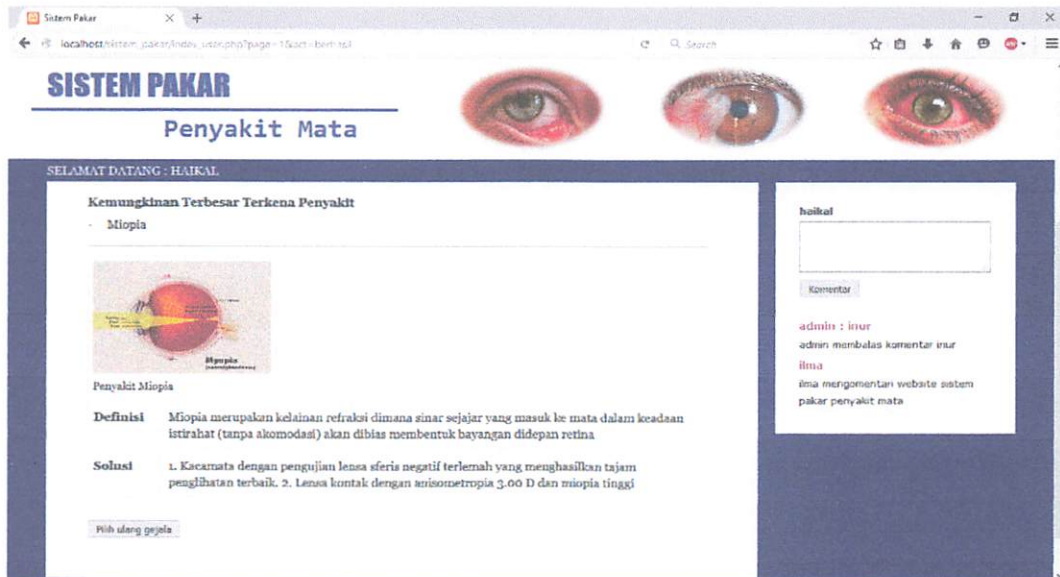 Sistem Pakar
Search
SISTEM PAKAR
Penyakit Mata
SELAMAT DATANG : HAIKAL
Kemungkinan Terbesar Terkena Penyakit
- Miopia
Myopia
Penyakit Miopia
Definisi Miopia merupakan kelainan refraksi dimana sinar sejajar yang masuk ke mata dalam keadaan
istirahat (tanpa akomodasi) akan dibias membentuk bayangan didepan retina
Solusi 1. Kacamata dengan pengujian lensa sferis negatif terlemah yang menghasilkan tajam
penglihatan terbaik. 2. Lensa kontak dengan anisometropia 3.00 D dan miopia tinggi
Pilih ulang gejala
haikal
Komentar
admin : inur
admin membalas komentar inur
ilma
ilma mengomentari website sistem
pakar penyakit mata